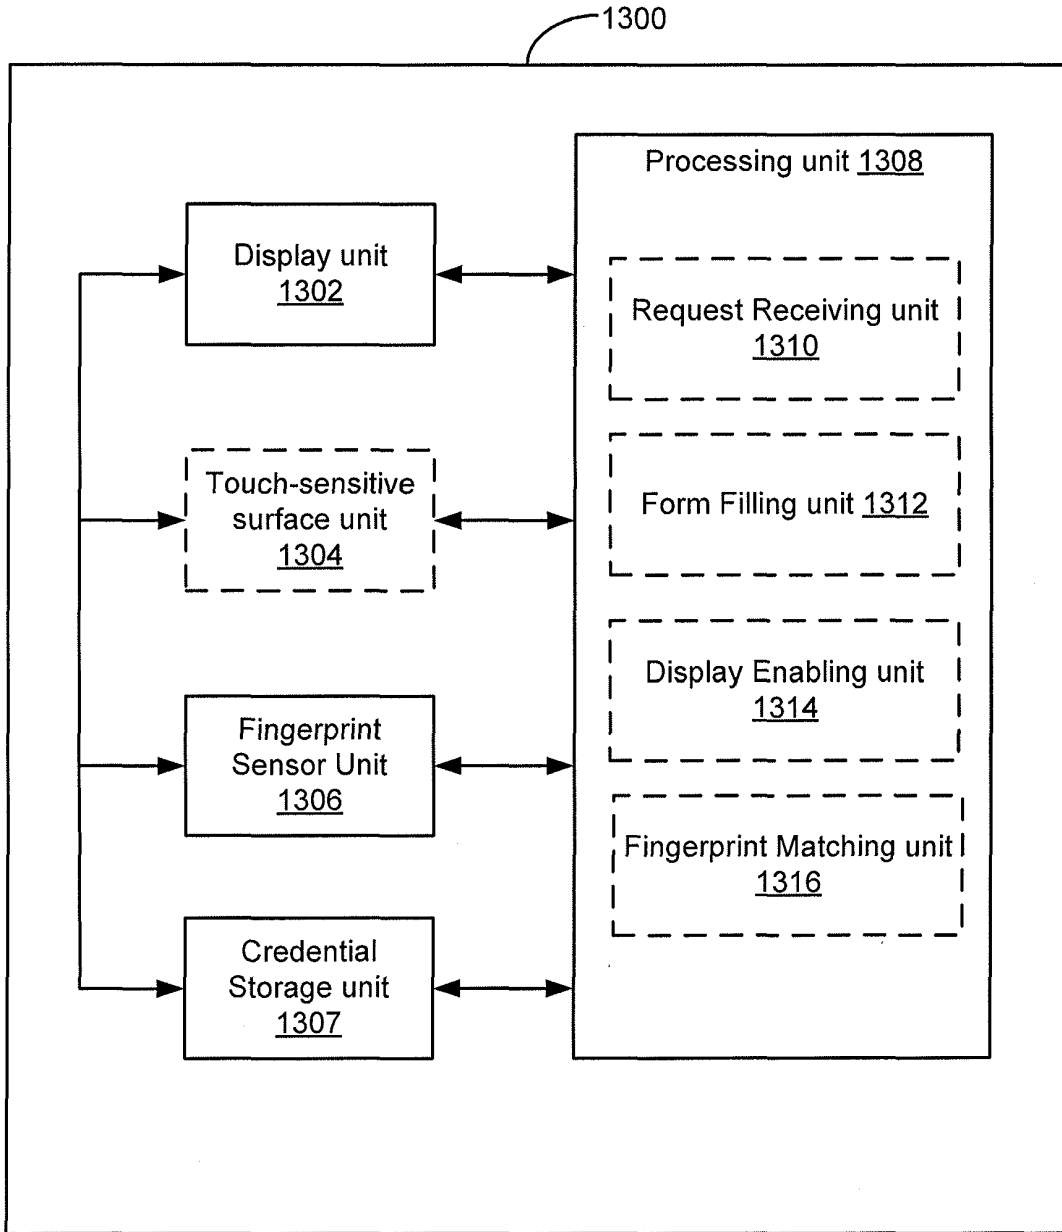 1300
Processing unit 1308
Display unit
1302
Request Receiving unit
1310
Touch-sensitive
surface unit
1304
Form Filling unit 1312
Display Enabling unit
1314
Fingerprint
Sensor Unit
1306
Fingerprint Matching unit
1316
Credential
Storage unit
1307